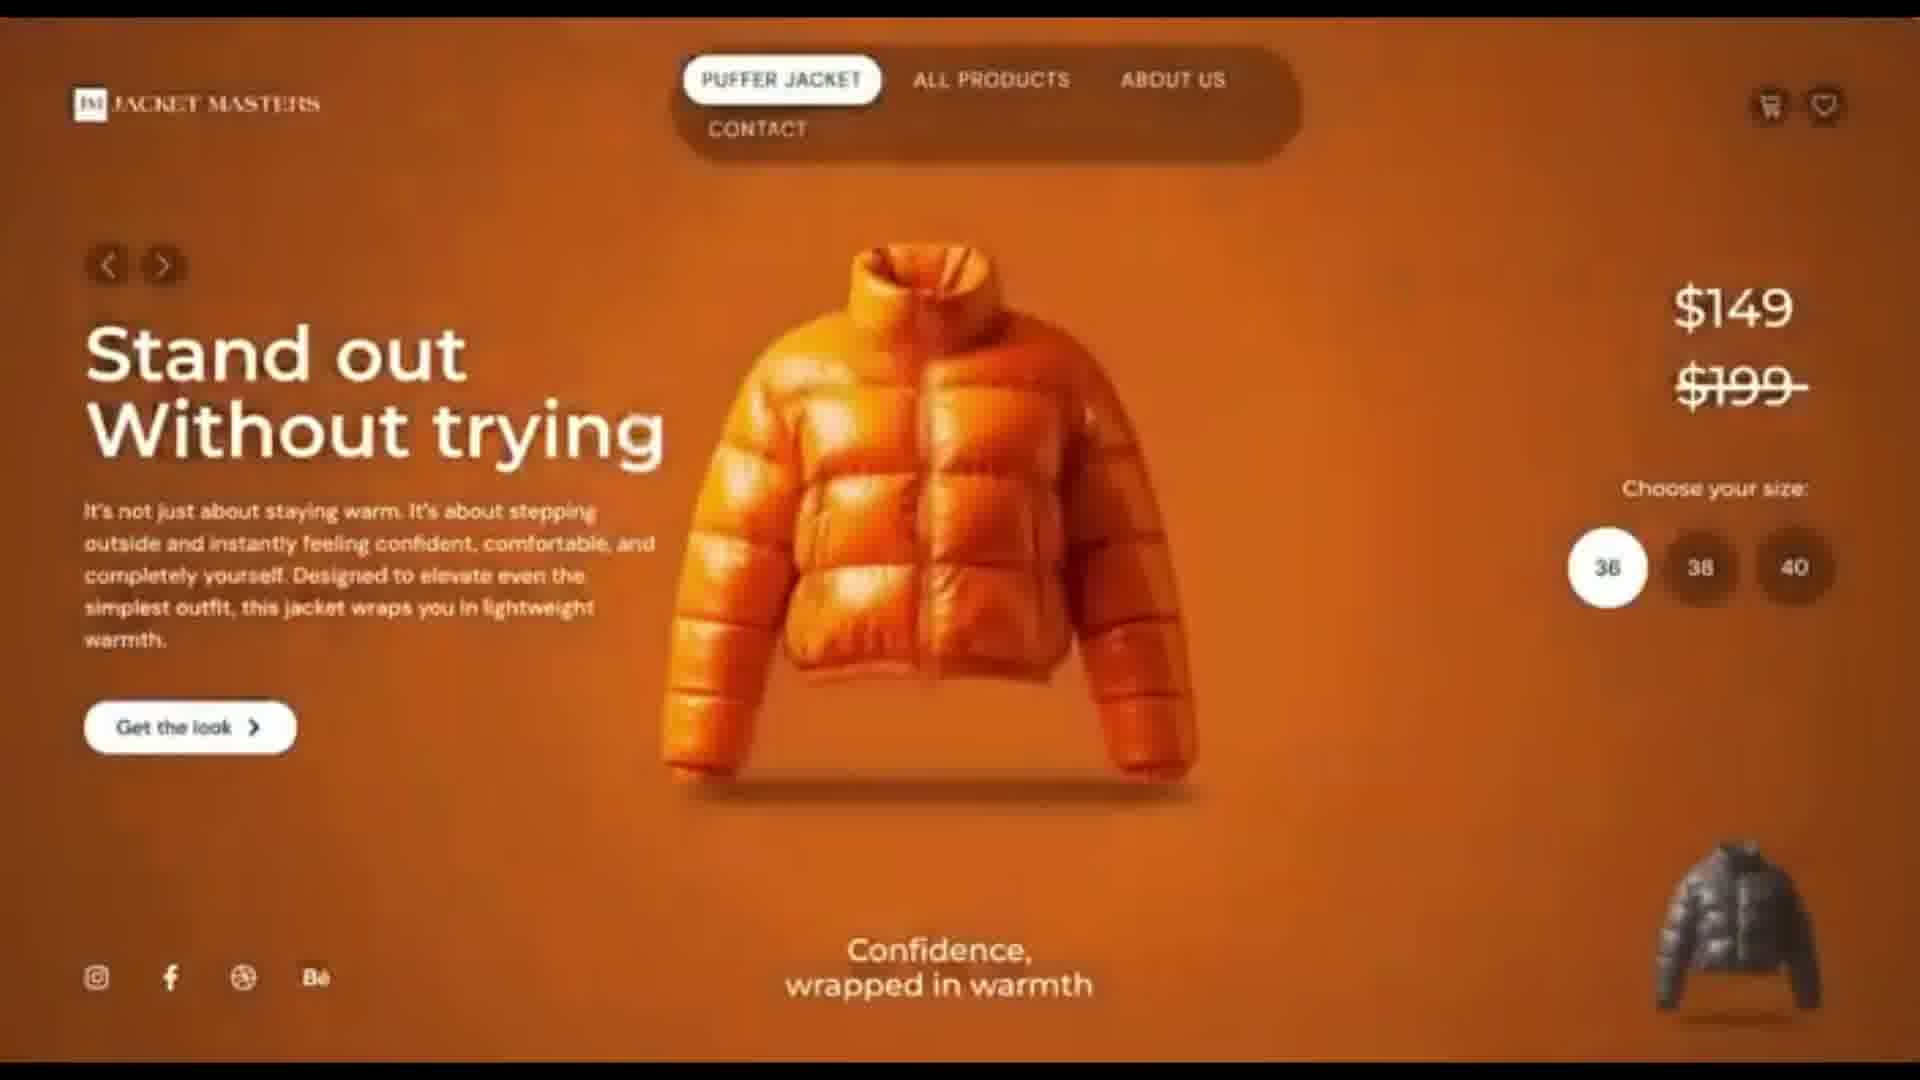 JM JACKET MASTERS
PUFFER JACKET ALL PRODUCTS ABOUT US
CONTACT
Stand out
Without trying
It's not just about staying warm. It's about stepping
outside and instantly feeling confident, comfortable, and
completely yourself. Designed to elevate even the
simplest outfit, this jacket wraps you in lightweight
warmth.
Get the look
$149
$199
Choose your size:
36 38 40
Confidence,
wrapped in warmth
Bē